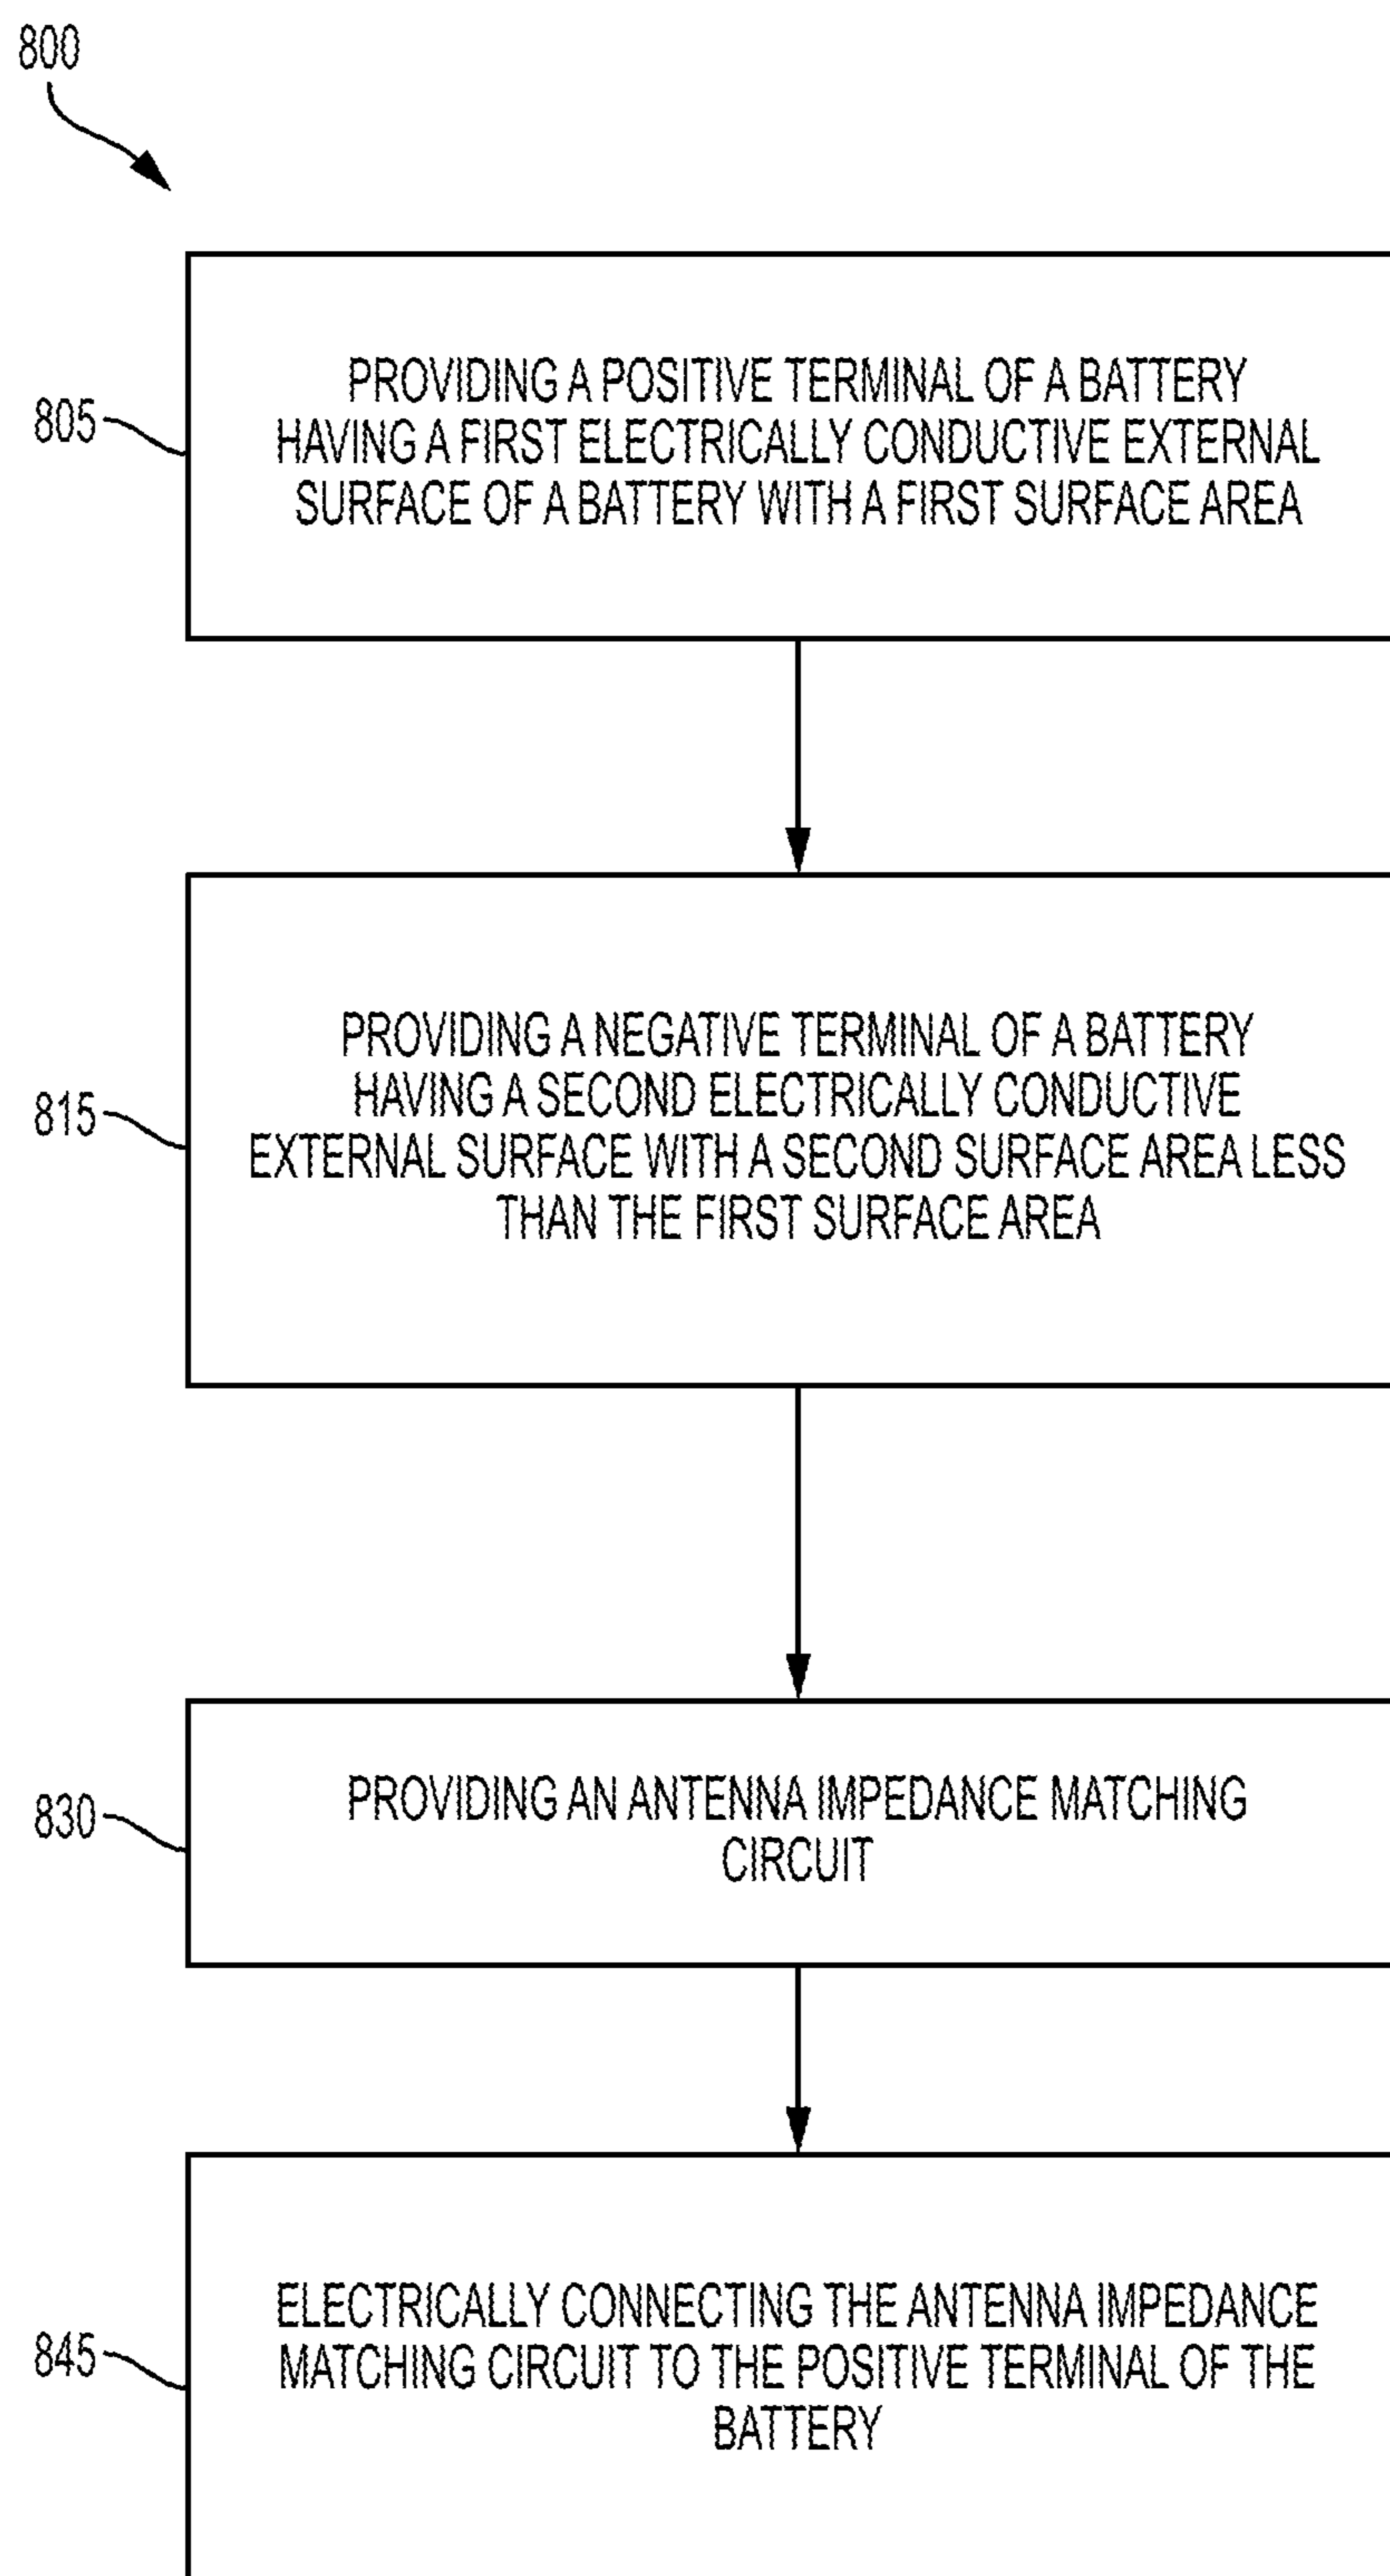 800
805
PROVIDING A POSITIVE TERMINAL OF A BATTERY
HAVING A FIRST ELECTRICALLY CONDUCTIVE EXTERNAL
SURFACE OF A BATTERY WITH A FIRST SURFACE AREA
815
PROVIDING A NEGATIVE TERMINAL OF A BATTERY
HAVING A SECOND ELECTRICALLY CONDUCTIVE
EXTERNAL SURFACE WITH A SECOND SURFACE AREA LESS
THAN THE FIRST SURFACE AREA
830
PROVIDING AN ANTENNA IMPEDANCE MATCHING
CIRCUIT
845
ELECTRICALLY CONNECTING THE ANTENNA IMPEDANCE
MATCHING CIRCUIT TO THE POSITIVE TERMINAL OF THE
BATTERY